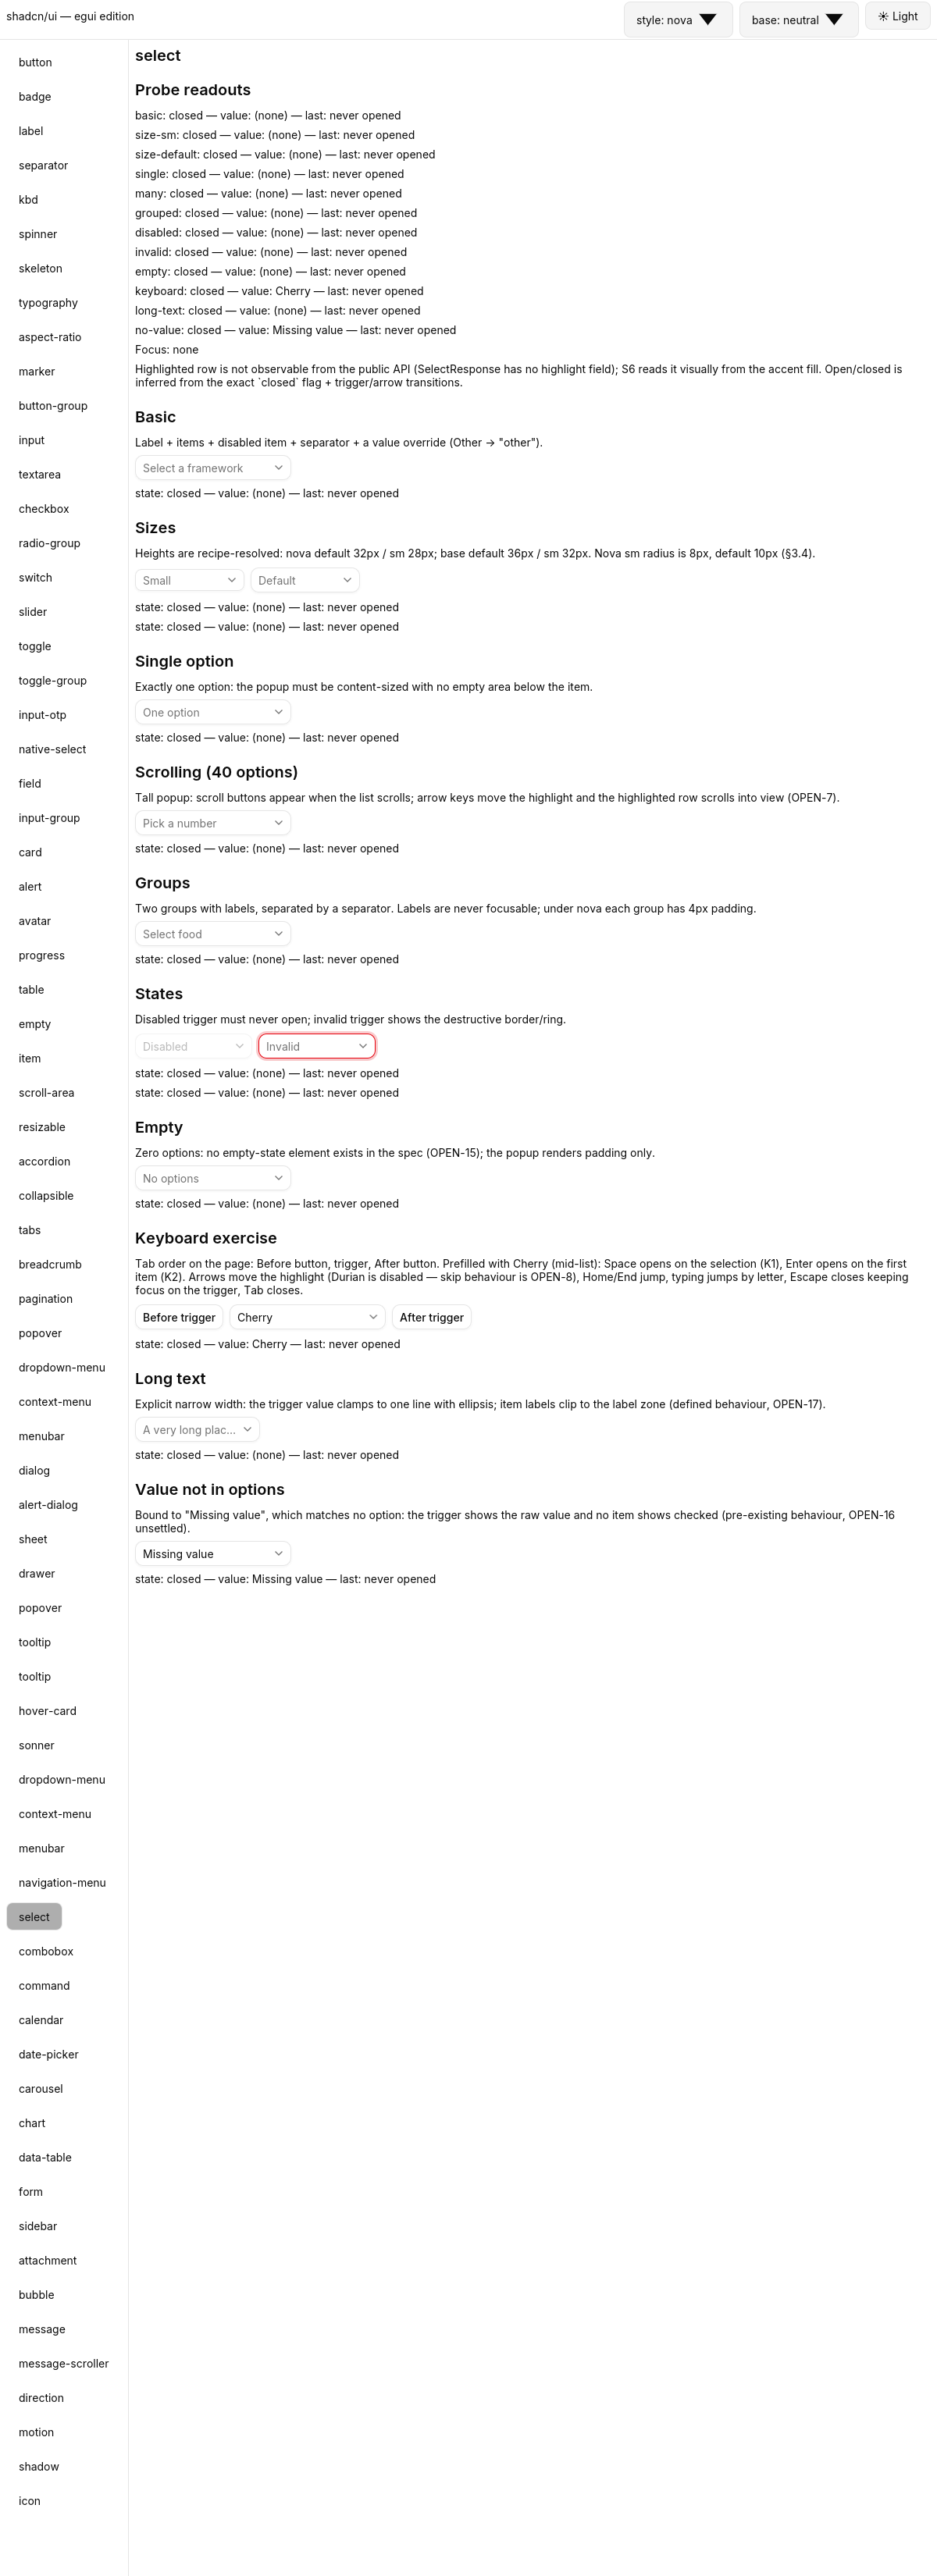 shadcn/ui — egui edition
style: nova
base: neutral
☀ Light
button
badge
label
separator
kbd
spinner
skeleton
typography
aspect-ratio
marker
button-group
input
textarea
checkbox
radio-group
switch
slider
toggle
toggle-group
input-otp
native-select
field
input-group
card
alert
avatar
progress
table
empty
item
scroll-area
resizable
accordion
collapsible
tabs
breadcrumb
pagination
popover
dropdown-menu
context-menu
menubar
dialog
alert-dialog
sheet
drawer
popover
tooltip
tooltip
hover-card
sonner
dropdown-menu
context-menu
menubar
navigation-menu
select
combobox
command
calendar
date-picker
carousel
chart
data-table
form
sidebar
attachment
bubble
message
message-scroller
direction
motion
shadow
icon
select
Probe readouts
basic: closed — value: (none) — last: never opened
size-sm: closed — value: (none) — last: never opened
size-default: closed — value: (none) — last: never opened
single: closed — value: (none) — last: never opened
many: closed — value: (none) — last: never opened
grouped: closed — value: (none) — last: never opened
disabled: closed — value: (none) — last: never opened
invalid: closed — value: (none) — last: never opened
empty: closed — value: (none) — last: never opened
keyboard: closed — value: Cherry — last: never opened
long-text: closed — value: (none) — last: never opened
no-value: closed — value: Missing value — last: never opened
Focus: none
Highlighted row is not observable from the public API (SelectResponse has no highlight field); S6 reads it visually from the accent fill. Open/closed is
inferred from the exact `closed` flag + trigger/arrow transitions.
Basic
Label + items + disabled item + separator + a value override (Other → "other").
Select a framework
state: closed — value: (none) — last: never opened
Sizes
Heights are recipe-resolved: nova default 32px / sm 28px; base default 36px / sm 32px. Nova sm radius is 8px, default 10px (§3.4).
Small
Default
state: closed — value: (none) — last: never opened
state: closed — value: (none) — last: never opened
Single option
Exactly one option: the popup must be content-sized with no empty area below the item.
One option
state: closed — value: (none) — last: never opened
Scrolling (40 options)
Tall popup: scroll buttons appear when the list scrolls; arrow keys move the highlight and the highlighted row scrolls into view (OPEN-7).
Pick a number
state: closed — value: (none) — last: never opened
Groups
Two groups with labels, separated by a separator. Labels are never focusable; under nova each group has 4px padding.
Select food
state: closed — value: (none) — last: never opened
States
Disabled trigger must never open; invalid trigger shows the destructive border/ring.
Disabled
Invalid
state: closed — value: (none) — last: never opened
state: closed — value: (none) — last: never opened
Empty
Zero options: no empty-state element exists in the spec (OPEN-15); the popup renders padding only.
No options
state: closed — value: (none) — last: never opened
Keyboard exercise
Tab order on the page: Before button, trigger, After button. Prefilled with Cherry (mid-list): Space opens on the selection (K1), Enter opens on the first
item (K2). Arrows move the highlight (Durian is disabled — skip behaviour is OPEN-8), Home/End jump, typing jumps by letter, Escape closes keeping
focus on the trigger, Tab closes.
Before trigger
Cherry
After trigger
state: closed — value: Cherry — last: never opened
Long text
Explicit narrow width: the trigger value clamps to one line with ellipsis; item labels clip to the label zone (defined behaviour, OPEN-17).
A very long plac...
state: closed — value: (none) — last: never opened
Value not in options
Bound to "Missing value", which matches no option: the trigger shows the raw value and no item shows checked (pre-existing behaviour, OPEN-16
unsettled).
Missing value
state: closed — value: Missing value — last: never opened